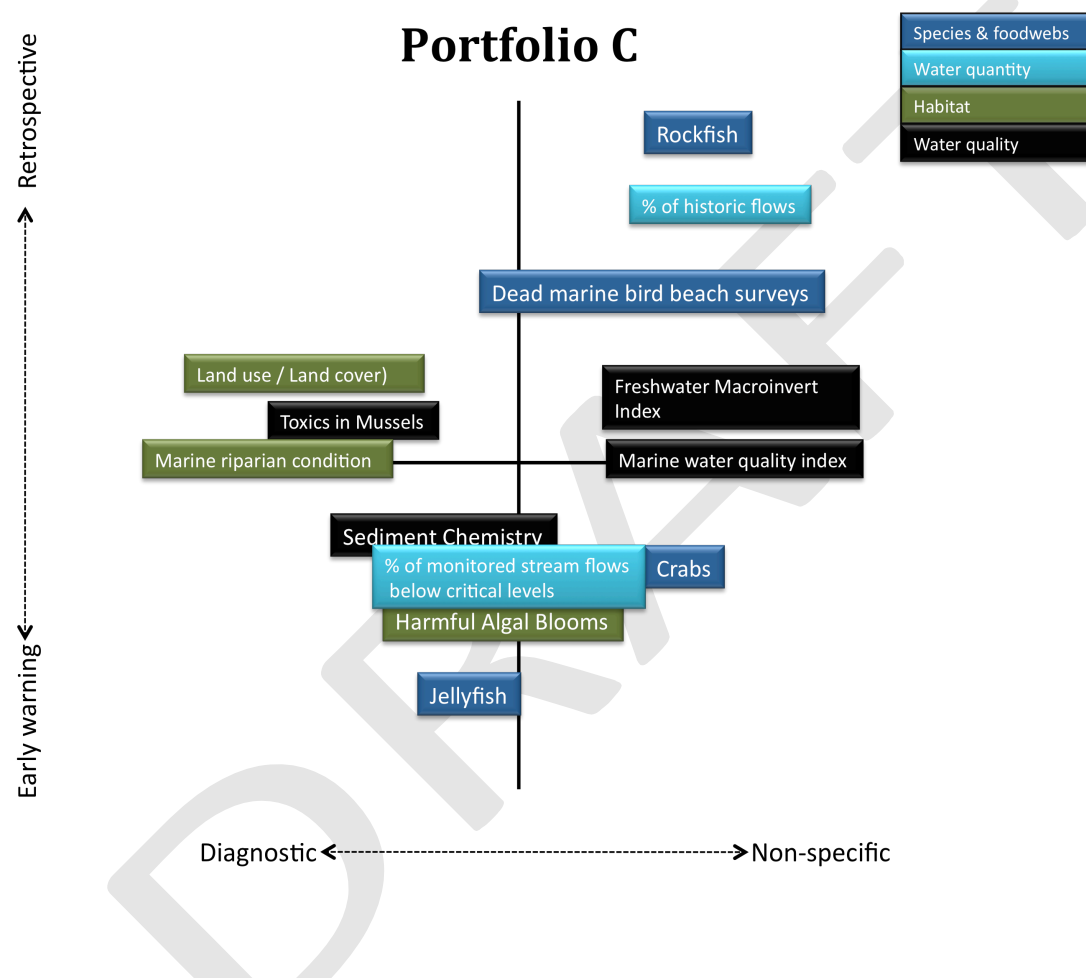 Portfolio C
Species & foodwebs
Water quantity
Habitat
Water quality
Retrospective
Early warning
Rockfish
% of historic flows
Dead marine bird beach surveys
Land use / Land cover)
Freshwater Macroinvert
Index
Toxics in Mussels
Marine riparian condition
Marine water quality index
Sediment Chemistry
% of monitored stream flows
below critical levels
Crabs
Harmful Algal Blooms
Jellyfish
Diagnostic
Non-specific
DRAFT